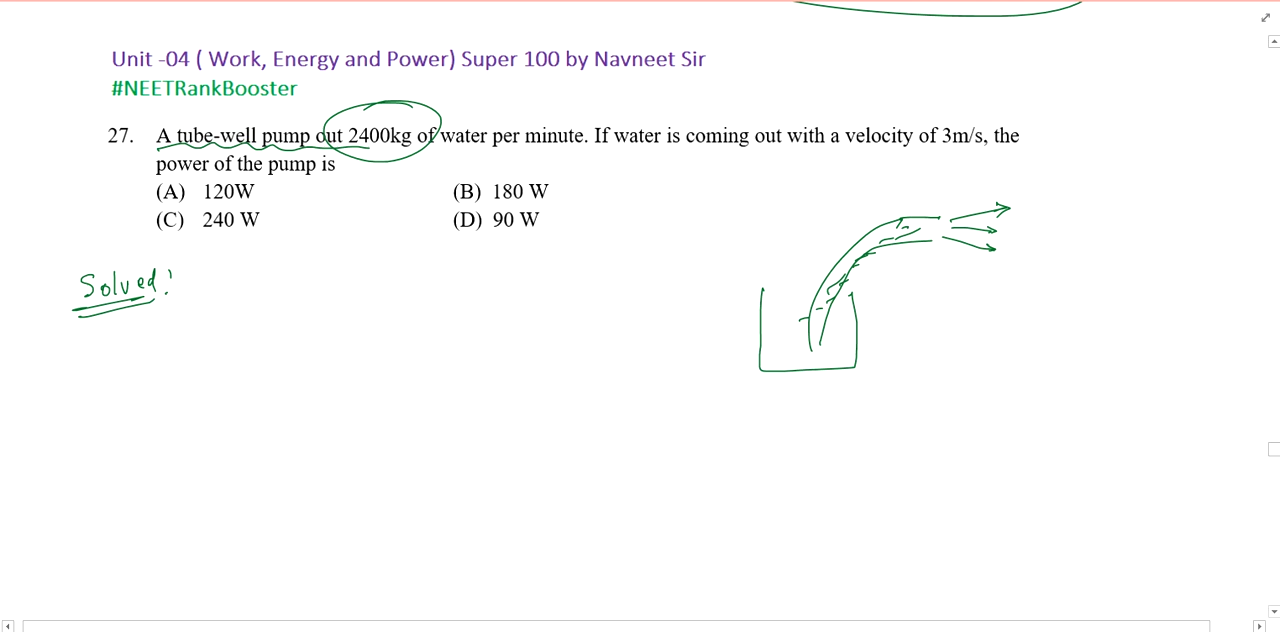 Unit -04 ( Work, Energy and Power) Super 100 by Navneet Sir
#NEETRankBooster
27. A tube-well pump out 2400kg of water per minute. If water is coming out with a velocity of 3m/s, the
power of the pump is
(A) 120W (B) 180 W
(C) 240 W (D) 90 W
Solved: